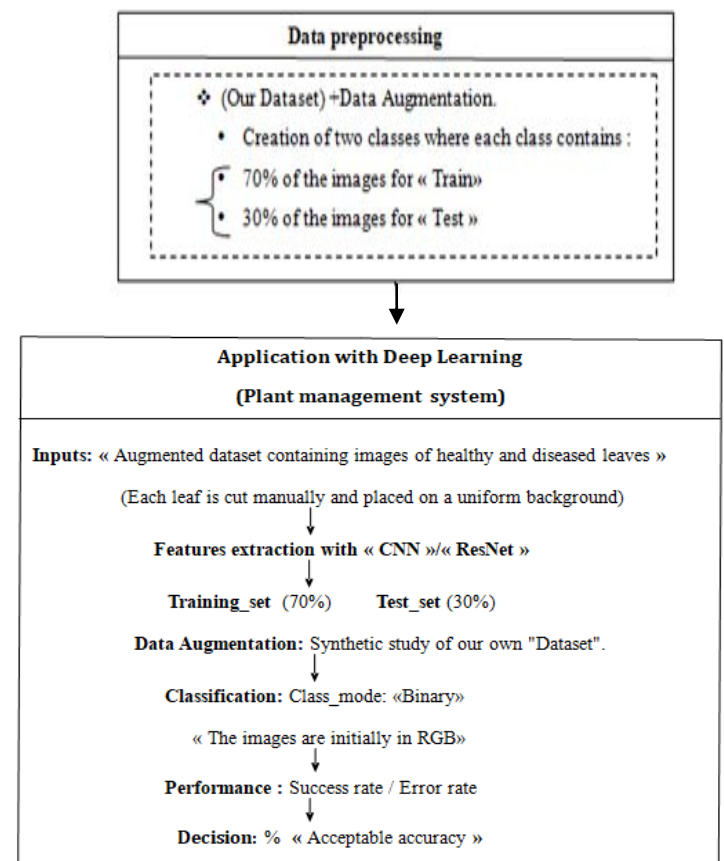 Data preprocessing
❖ (Our Dataset) +Data Augmentation.
• Creation of two classes where each class contains :
• 70% of the images for « Train»
• 30% of the images for « Test »
Application with Deep Learning
(Plant management system)
Inputs: « Augmented dataset containing images of healthy and diseased leaves »
(Each leaf is cut manually and placed on a uniform background)
Features extraction with « CNN »/« ResNet »
Training_set (70%) Test_set (30%)
Data Augmentation: Synthetic study of our own "Dataset".
Classification: Class_mode: «Binary»
« The images are initially in RGB»
Performance : Success rate / Error rate
Decision: % « Acceptable accuracy »